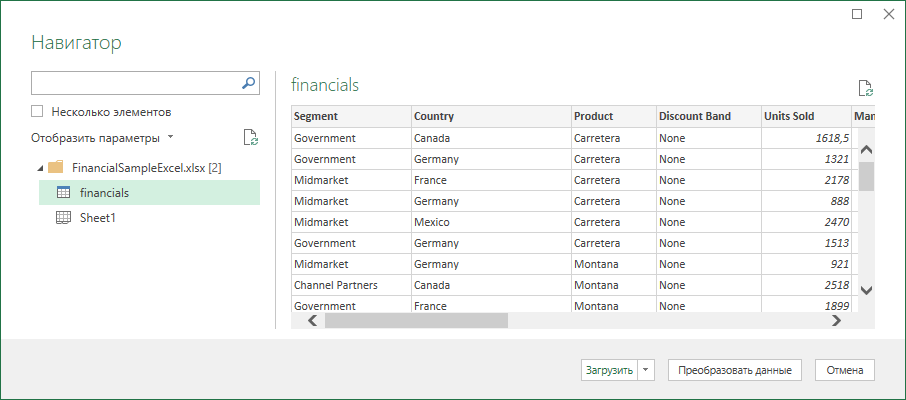 Навигатор
Несколько элементов
Отобразить параметры
FinancialSampleExcel.xlsx [2]
financials
Sheet1
financials
Segment Country Product Discount Band Units Sold Man
Government Canada Carretera None 1618,5
Government Germany Carretera None 1321
Midmarket France Carretera None 2178
Midmarket Germany Carretera None 888
Midmarket Mexico Carretera None 2470
Government Germany Carretera None 1513
Midmarket Germany Montana None 921
Channel Partners Canada Montana None 2518
Government France Montana None 1899
Загрузить Преобразовать данные Отмена